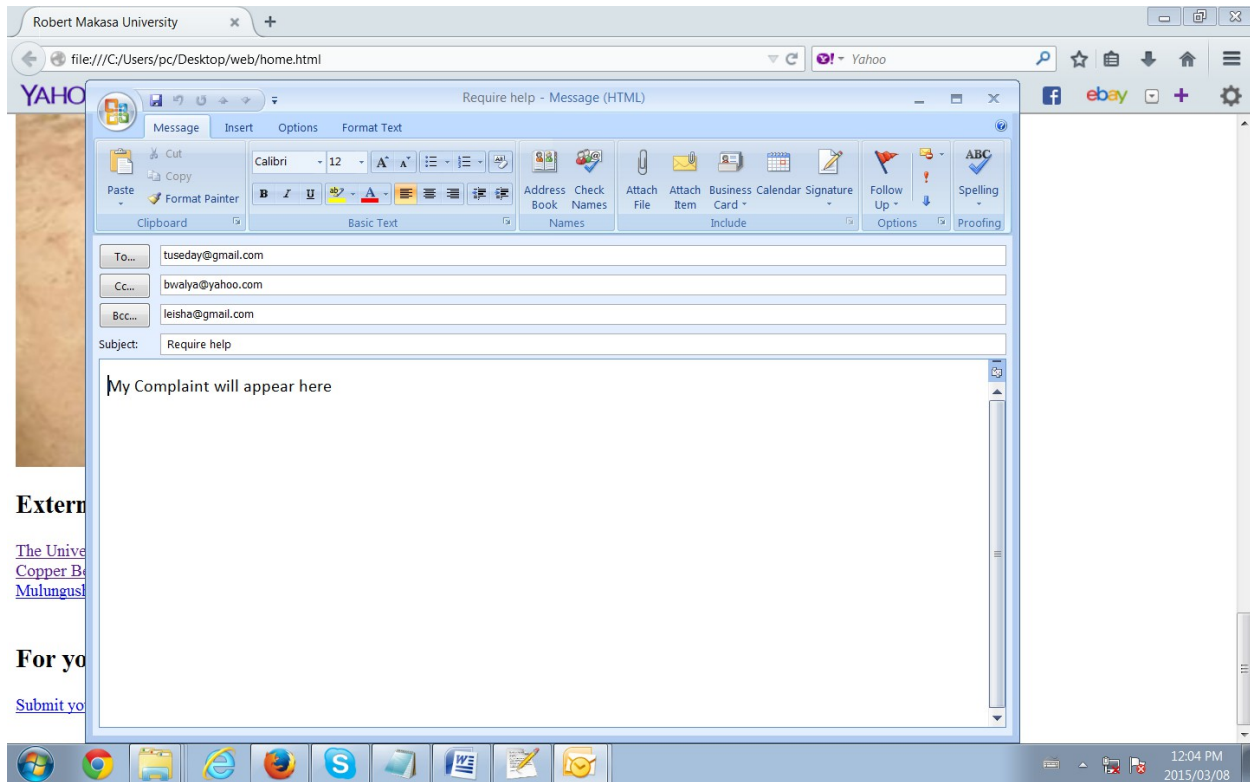 Robert Makasa University
file:///C:/Users/pc/Desktop/web/home.html
Yahoo
YAHO
ebay
Require help - Message (HTML)
Message Insert Options Format Text
Paste
Cut
Copy
Format Painter
Clipboard
Calibri 12
B I U
Basic Text
Address Book
Check Names
Names
Attach File
Attach Item
Business Card
Calendar
Signature
Include
Follow Up
Options
ABC
Spelling
Proofing
To... tuseday@gmail.com
Cc... bwalya@yahoo.com
Bcc... leisha@gmail.com
Subject: Require help
My Complaint will appear here
Extern
The Unive
Copper Be
Mulungush
For yo
Submit yo
12:04 PM
2015/03/08